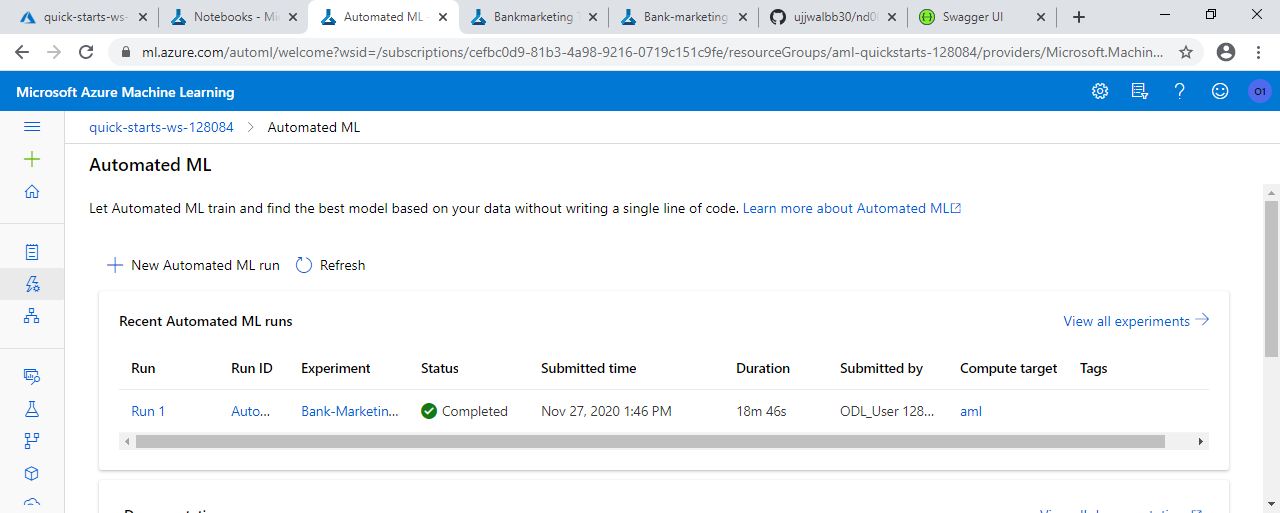 quick-starts-ws- Notebooks - Mi Automated ML - Bankmarketing Bank-marketing ujjwalbb30/nd0 Swagger UI
ml.azure.com/automl/welcome?wsid=/subscriptions/cefbc0d9-81b3-4a98-9216-0719c151c9fe/resourceGroups/aml-quickstarts-128084/providers/Microsoft.Machin...
Microsoft Azure Machine Learning O1
quick-starts-ws-128084 > Automated ML
Automated ML
Let Automated ML train and find the best model based on your data without writing a single line of code. Learn more about Automated ML
New Automated ML run Refresh
Recent Automated ML runs View all experiments
Run Run ID Experiment Status Submitted time Duration Submitted by Compute target Tags
Run 1 Auto... Bank-Marketin... Completed Nov 27, 2020 1:46 PM 18m 46s ODL_User 128... aml